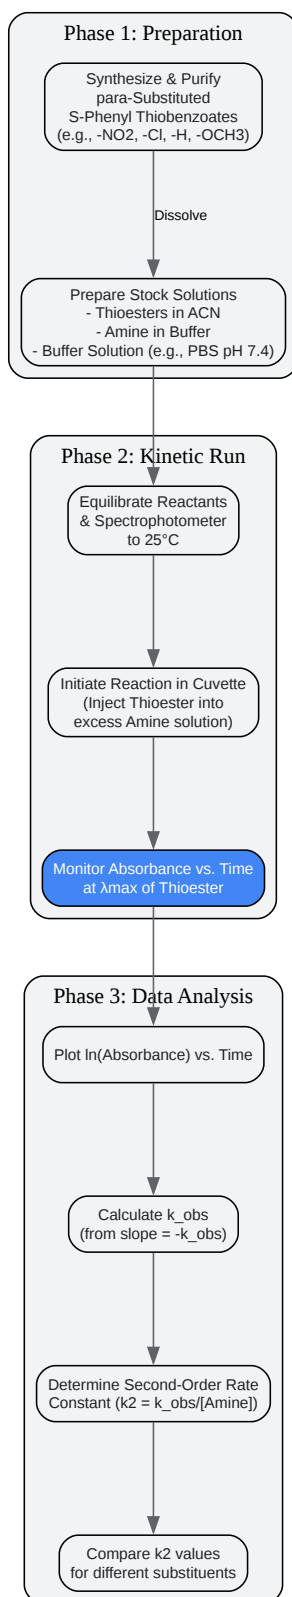 Phase 1: Preparation
Synthesize & Purify
para-Substituted
S-Phenyl Thiobenzoates
(e.g., -NO2, -Cl, -H, -OCH3)
Dissolve
Prepare Stock Solutions
- Thioesters in ACN
- Amine in Buffer
- Buffer Solution (e.g., PBS pH 7.4)
Phase 2: Kinetic Run
Equilibrate Reactants
& Spectrophotometer
to 25°C
Initiate Reaction in Cuvette
(Inject Thioester into
excess Amine solution)
Monitor Absorbance vs. Time
at λmax of Thioester
Phase 3: Data Analysis
Plot ln(Absorbance) vs. Time
Calculate k_obs
(from slope = -k_obs)
Determine Second-Order Rate
Constant (k2 = k_obs/[Amine])
Compare k2 values
for different substituents